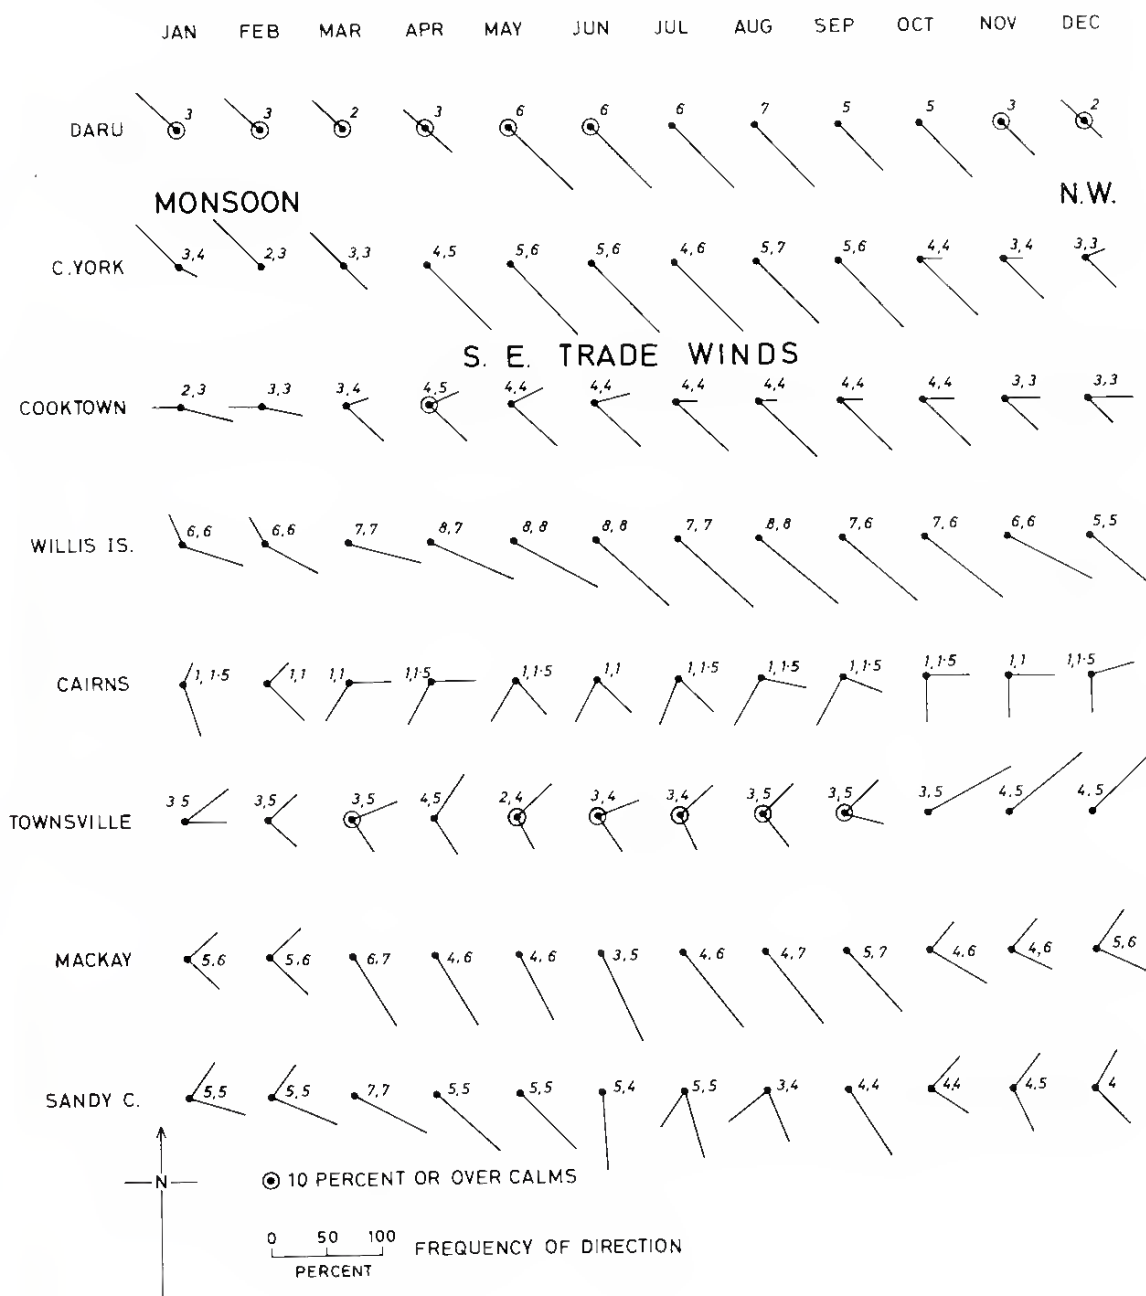 JAN FEB MAR APR MAY JUN JUL AUG SEP OCT NOV DEC
DARU 3 3 2 3 6 6 6 7 5 5 3 2
MONSOON N.W.
C.YORK 3,4 2,3 3,3 4,5 5,6 5,6 4,6 5,7 5,6 4,4 3,4 3,3
S. E. TRADE WINDS
COOKTOWN 2,3 3,3 3,4 4,5 4,4 4,4 4,4 4,4 4,4 4,4 3,3 3,3
WILLIS IS. 6,6 6,6 7,7 8,7 8,8 8,8 7,7 8,8 7,6 7,6 6,6 5,5
CAIRNS 1,1·5 1,1 1,1 1,1·5 1,1·5 1,1 1,1·5 1,1·5 1,1·5 1,1·5 1,1 1,1·5
TOWNSVILLE 3 5 3,5 3,5 4,5 2,4 3,4 3,4 3,5 3,5 3,5 4.5 4.5
MACKAY 5,6 5,6 6,7 4,6 4,6 3,5 4,6 4,7 5,7 4,6 4,6 5,6
SANDY C. 5,5 5,5 7,7 5,5 5,5 5,4 5,5 3,4 4,4 4,4 4,5 4
N
10 PERCENT OR OVER CALMS
0 50 100
FREQUENCY OF DIRECTION
PERCENT